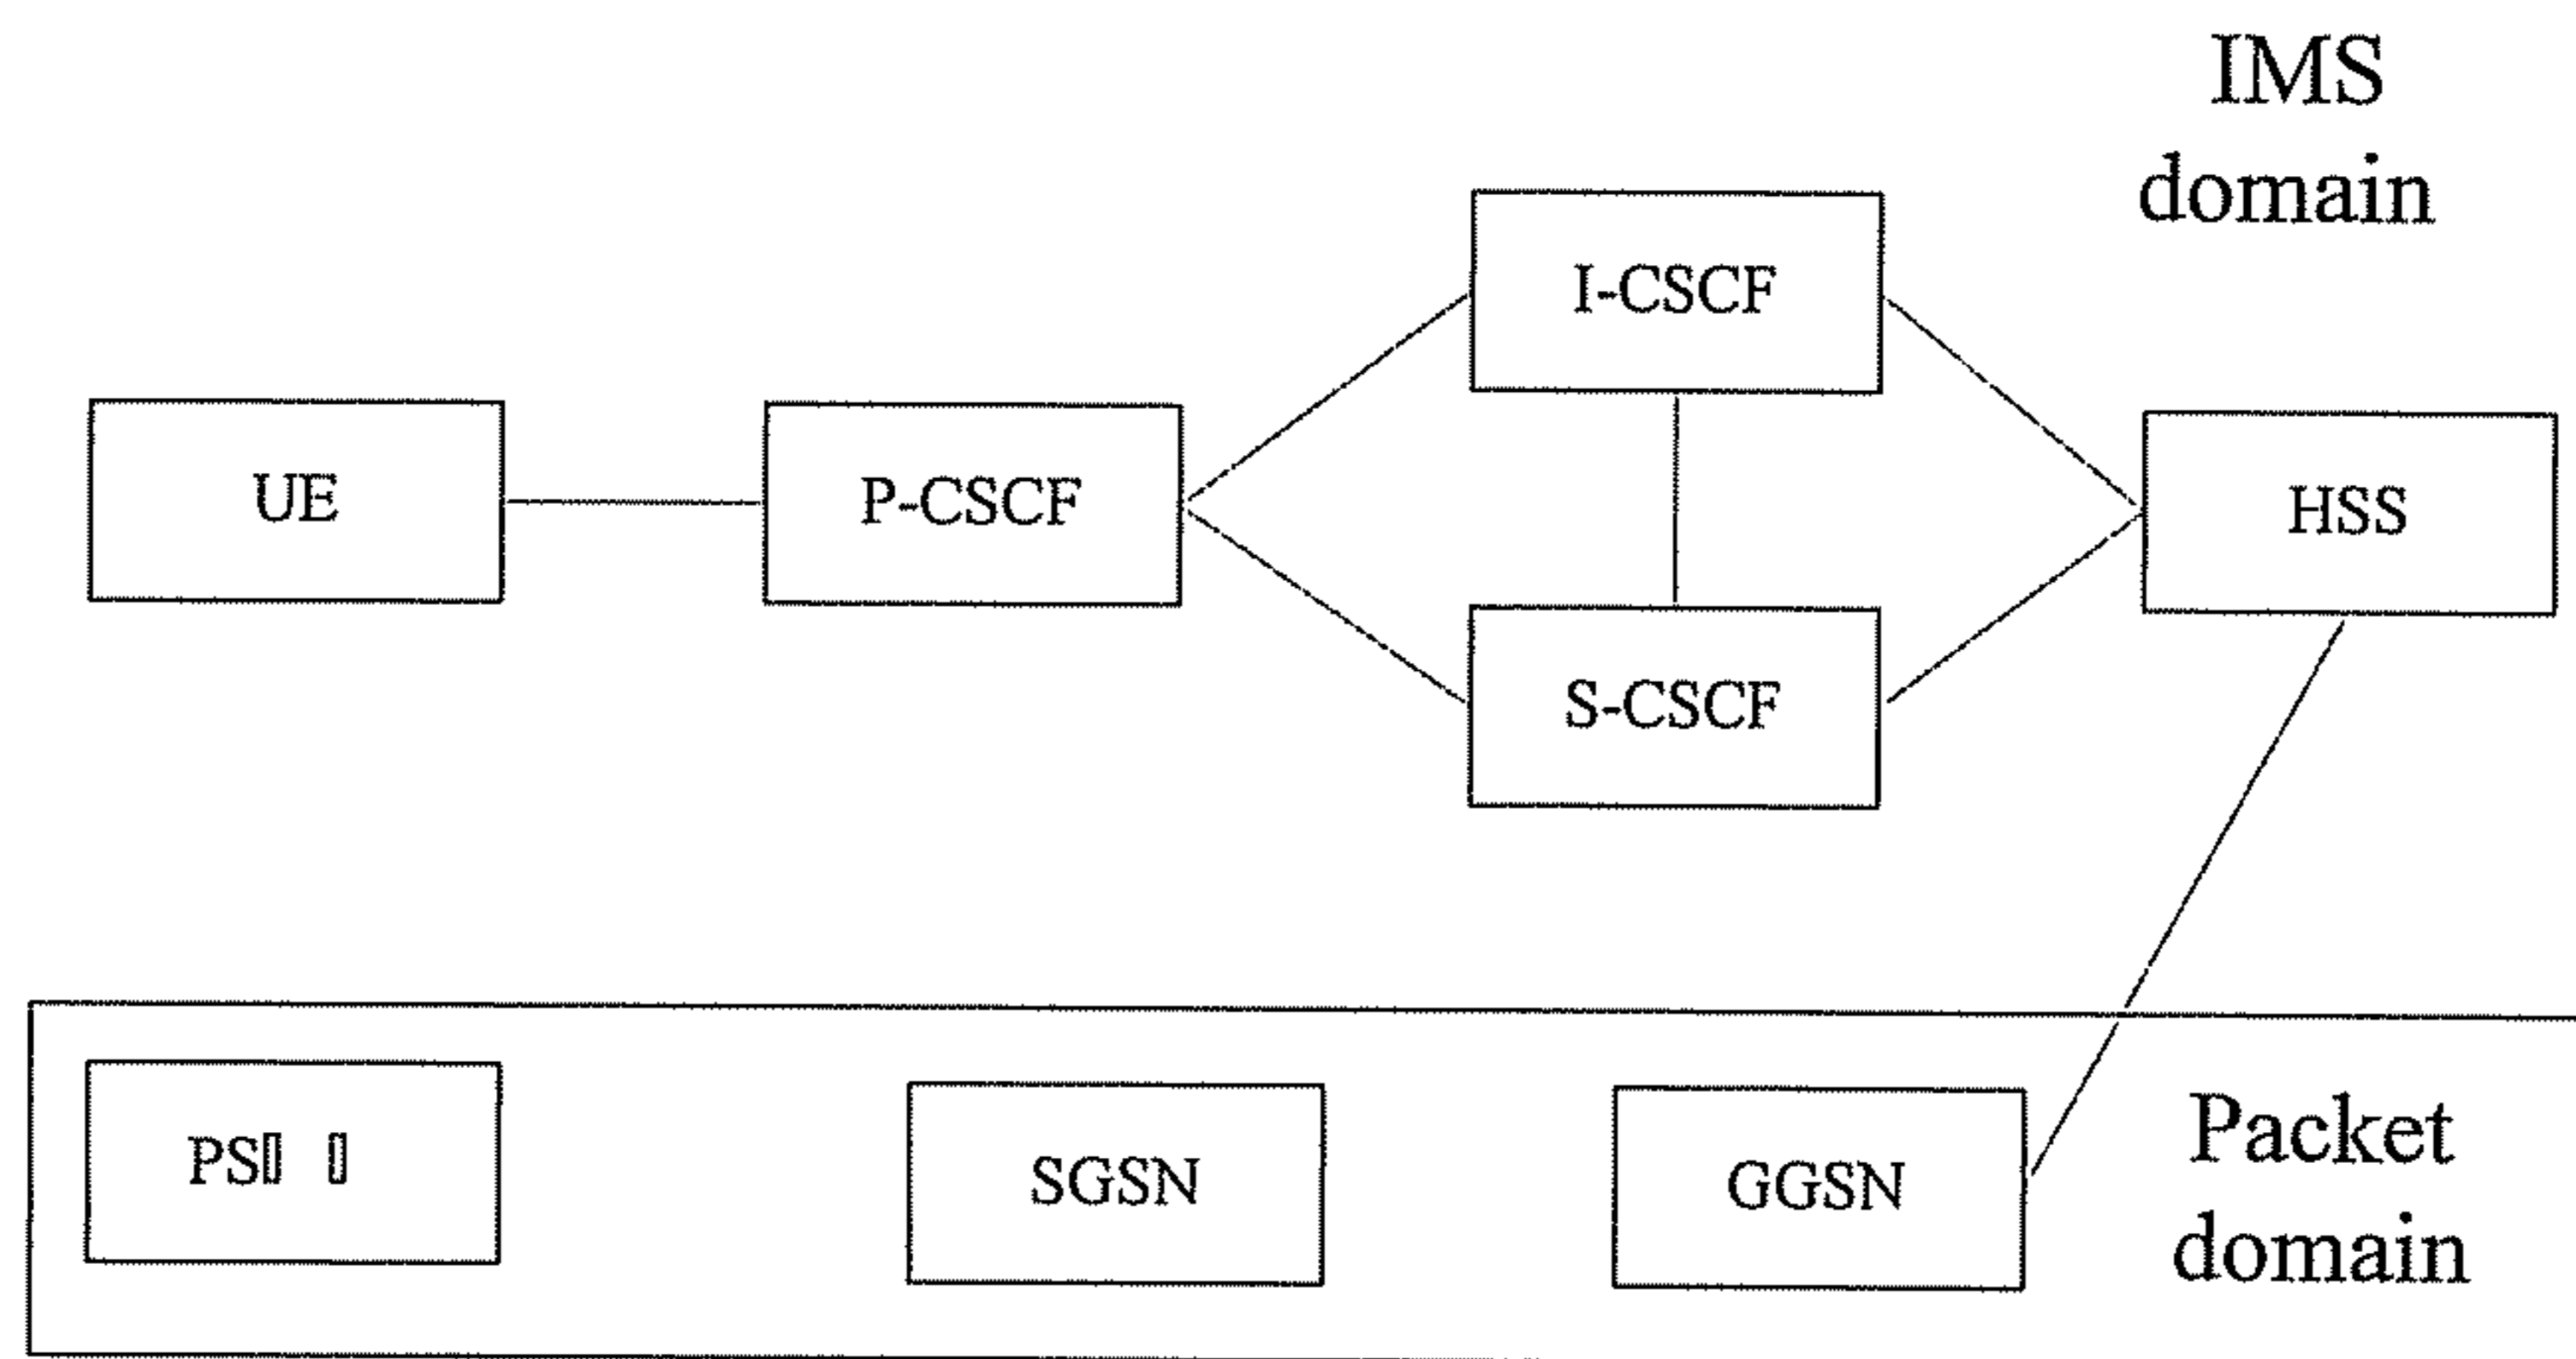 IMS
domain
I-CSCF
UE
P-CSCF
HSS
S-CSCF
PS
SGSN
GGSN
Packet
domain